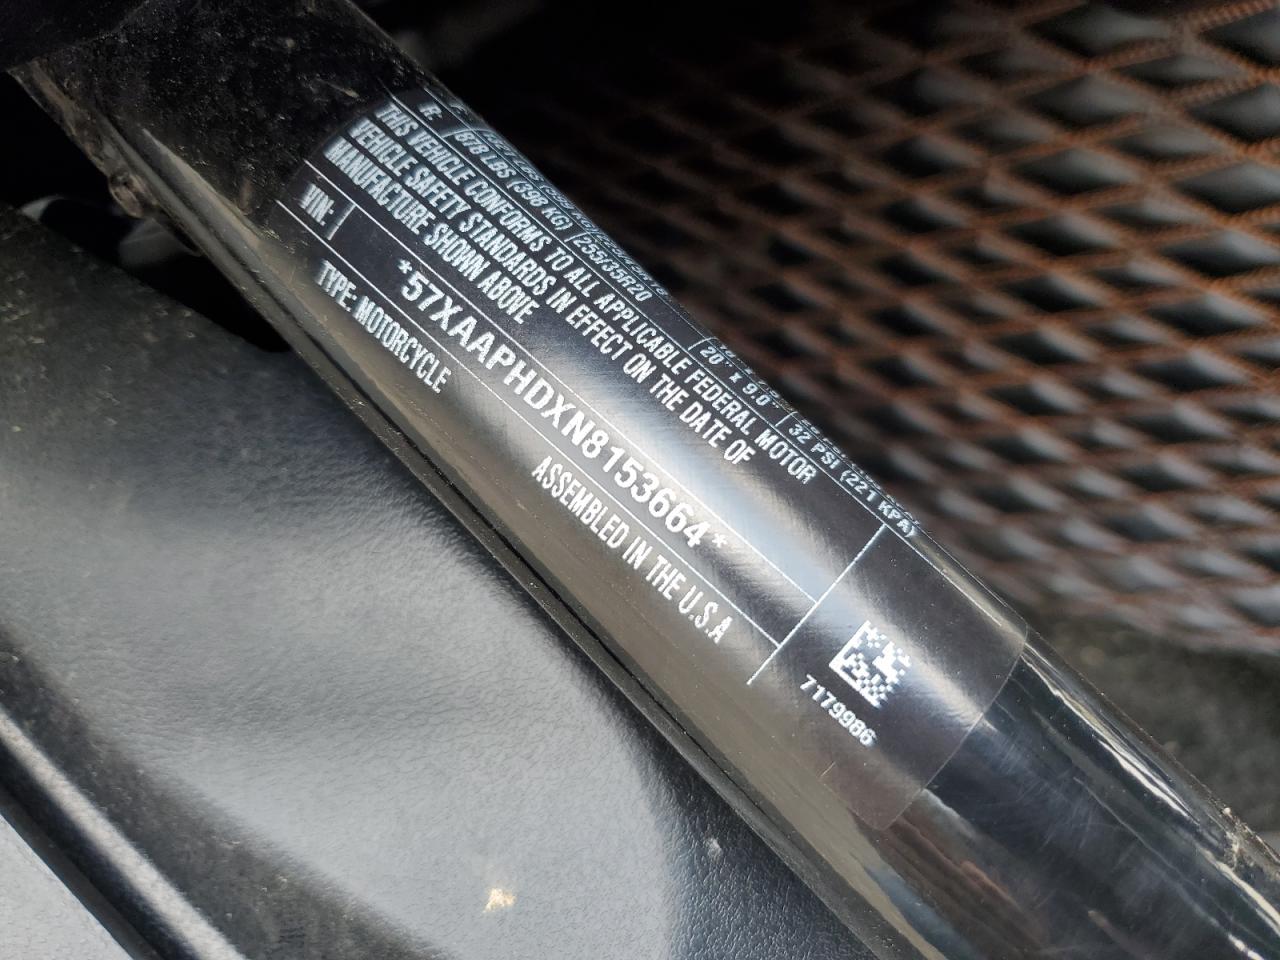 R: 878 LBS (398 KG) 255/35R20 20" X 9.0" 32 PSI (221 KPA)
THIS VEHICLE CONFORMS TO ALL APPLICABLE FEDERAL MOTOR
VEHICLE SAFETY STANDARDS IN EFFECT ON THE DATE OF
MANUFACTURE SHOWN ABOVE
VIN: *57XAAPHDXN8153664*
TYPE: MOTORCYCLE ASSEMBLED IN THE U.S.A
7179986